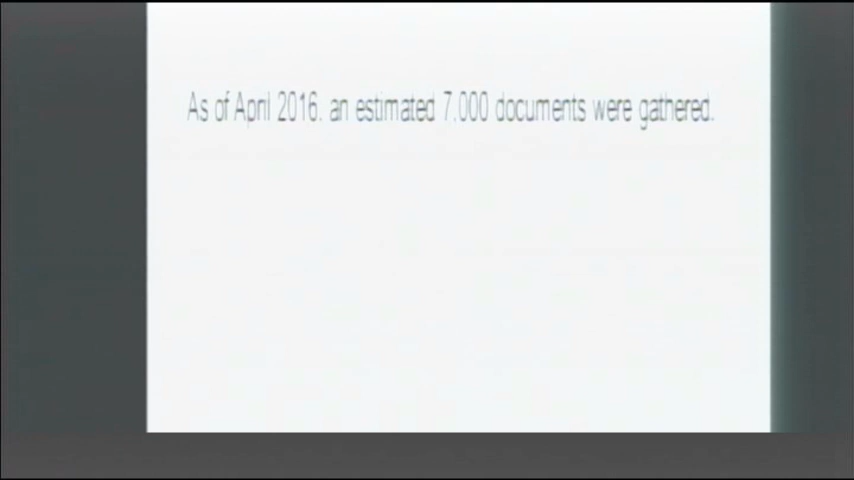 As of April 2016, an estimated 7,000 documents were gathered.